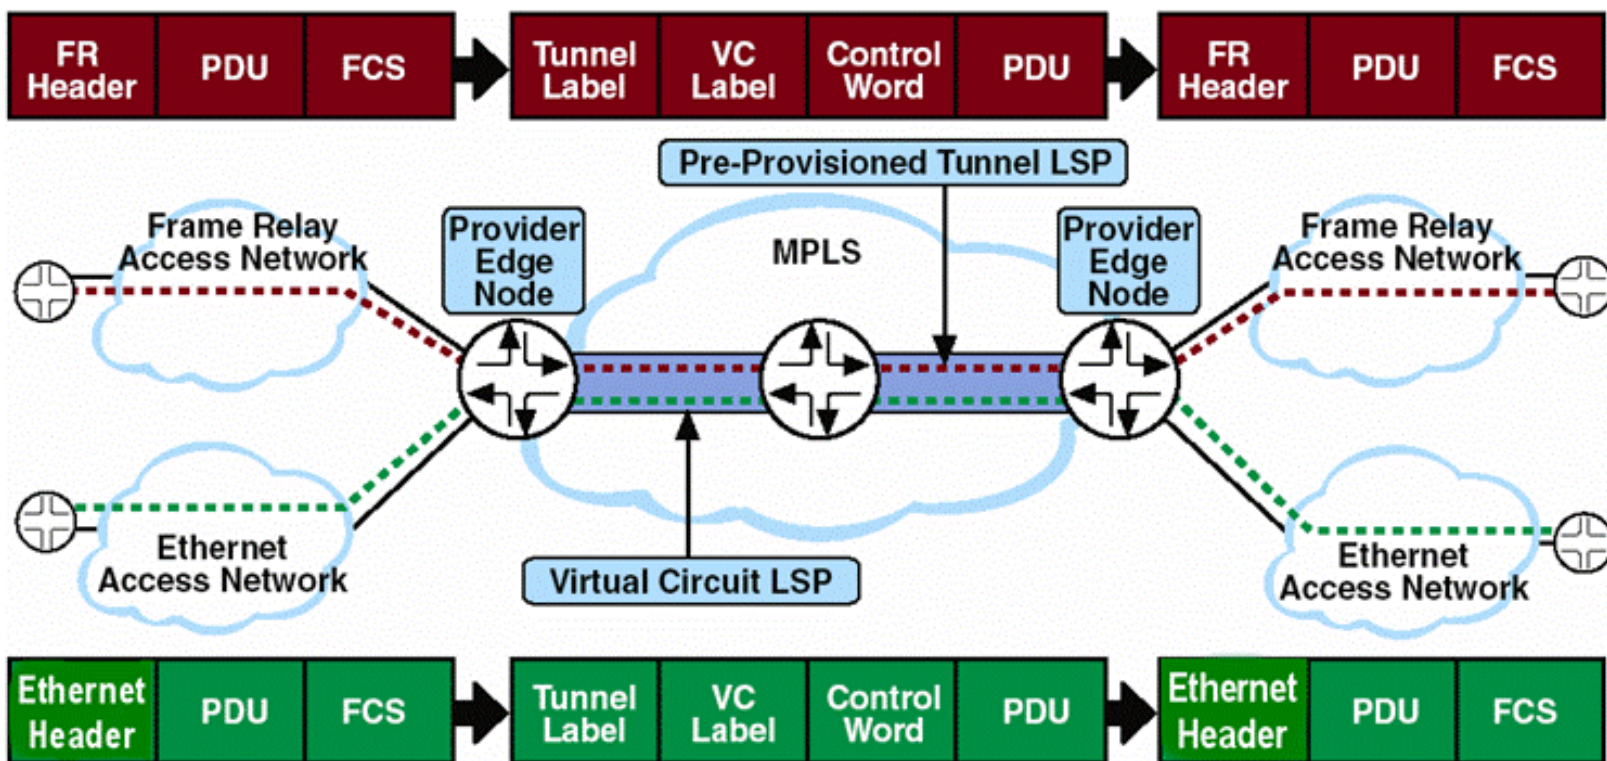 FR Header PDU FCS Tunnel Label VC Label Control Word PDU FR Header PDU FCS
Pre-Provisioned Tunnel LSP
Frame Relay
Access Network
Provider
Edge
Node
MPLS
Provider
Edge
Node
Frame Relay
Access Network
Ethernet
Access Network
Virtual Circuit LSP
Ethernet
Access Network
Ethernet Header PDU FCS Tunnel Label VC Label Control Word PDU Ethernet Header PDU FCS